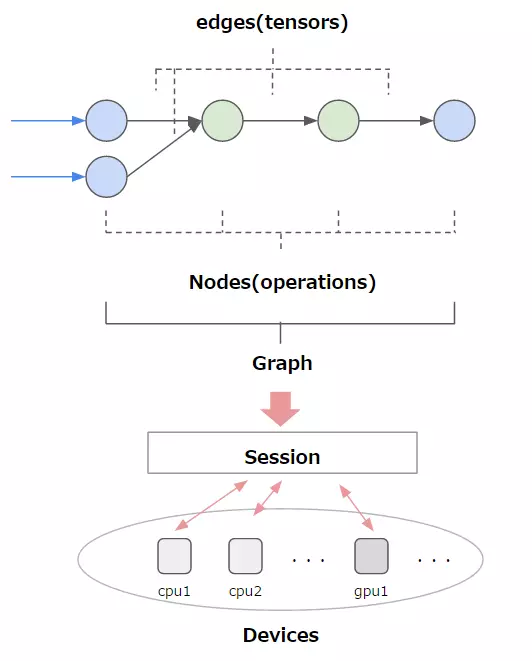 edges(tensors)
Nodes(operations)
Graph
Session
cpu1
cpu2
. . .
gpu1
. . .
Devices